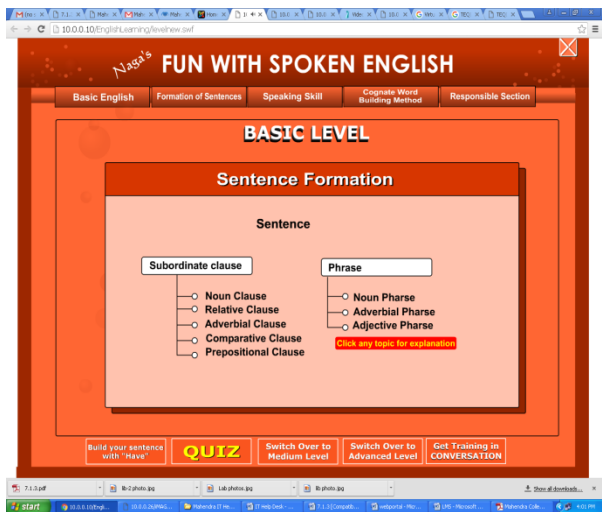 10.0.0.10/EnglishLearning/levelnew.swf
Naga's FUN WITH SPOKEN ENGLISH
Basic English
Formation of Sentences
Speaking Skill
Cognate Word
Building Method
Responsible Section
BASIC LEVEL
Sentence Formation
Sentence
Subordinate clause
Noun Clause
Relative Clause
Adverbial Clause
Comparative Clause
Prepositional Clause
Phrase
Noun Pharse
Adverbial Pharse
Adjective Pharse
Click any topic for explanation
Build your sentence
with "Have"
QUIZ
Switch Over to
Medium Level
Switch Over to
Advanced Level
Get Training in
CONVERSATION
7.1.3.pdf
lb-2 photo.jpg
Lab photos.jpg
lb photo.jpg
Show all downloads...
start
4:01 PM